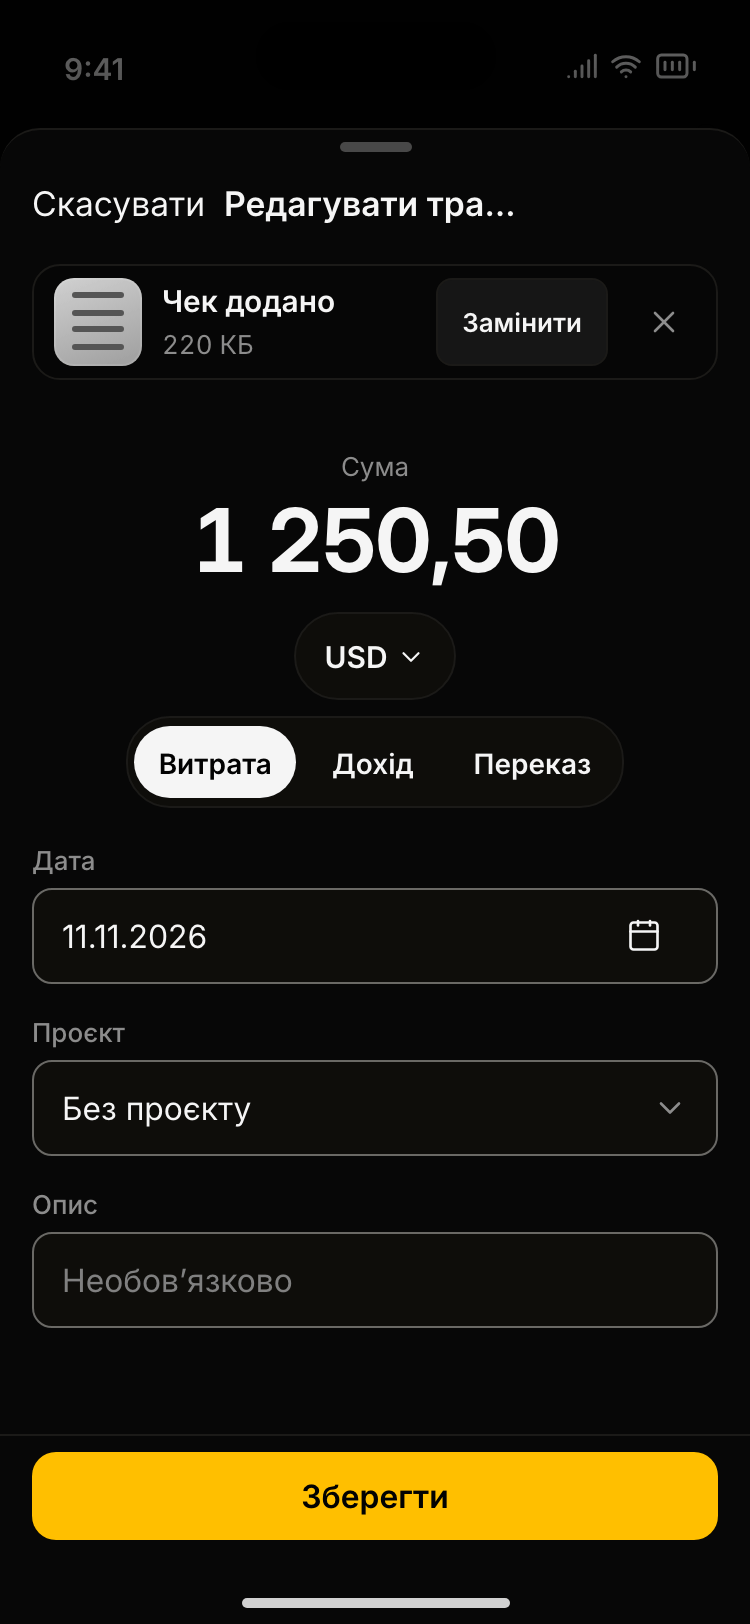 9:41
Скасувати Редагувати тра...
Чек додано
220 КБ
Замінити
Сума
1 250,50
USD
Витрата Дохід Переказ
Дата
11.11.2026
Проєкт
Без проєкту
Опис
Необов’язково
Зберегти